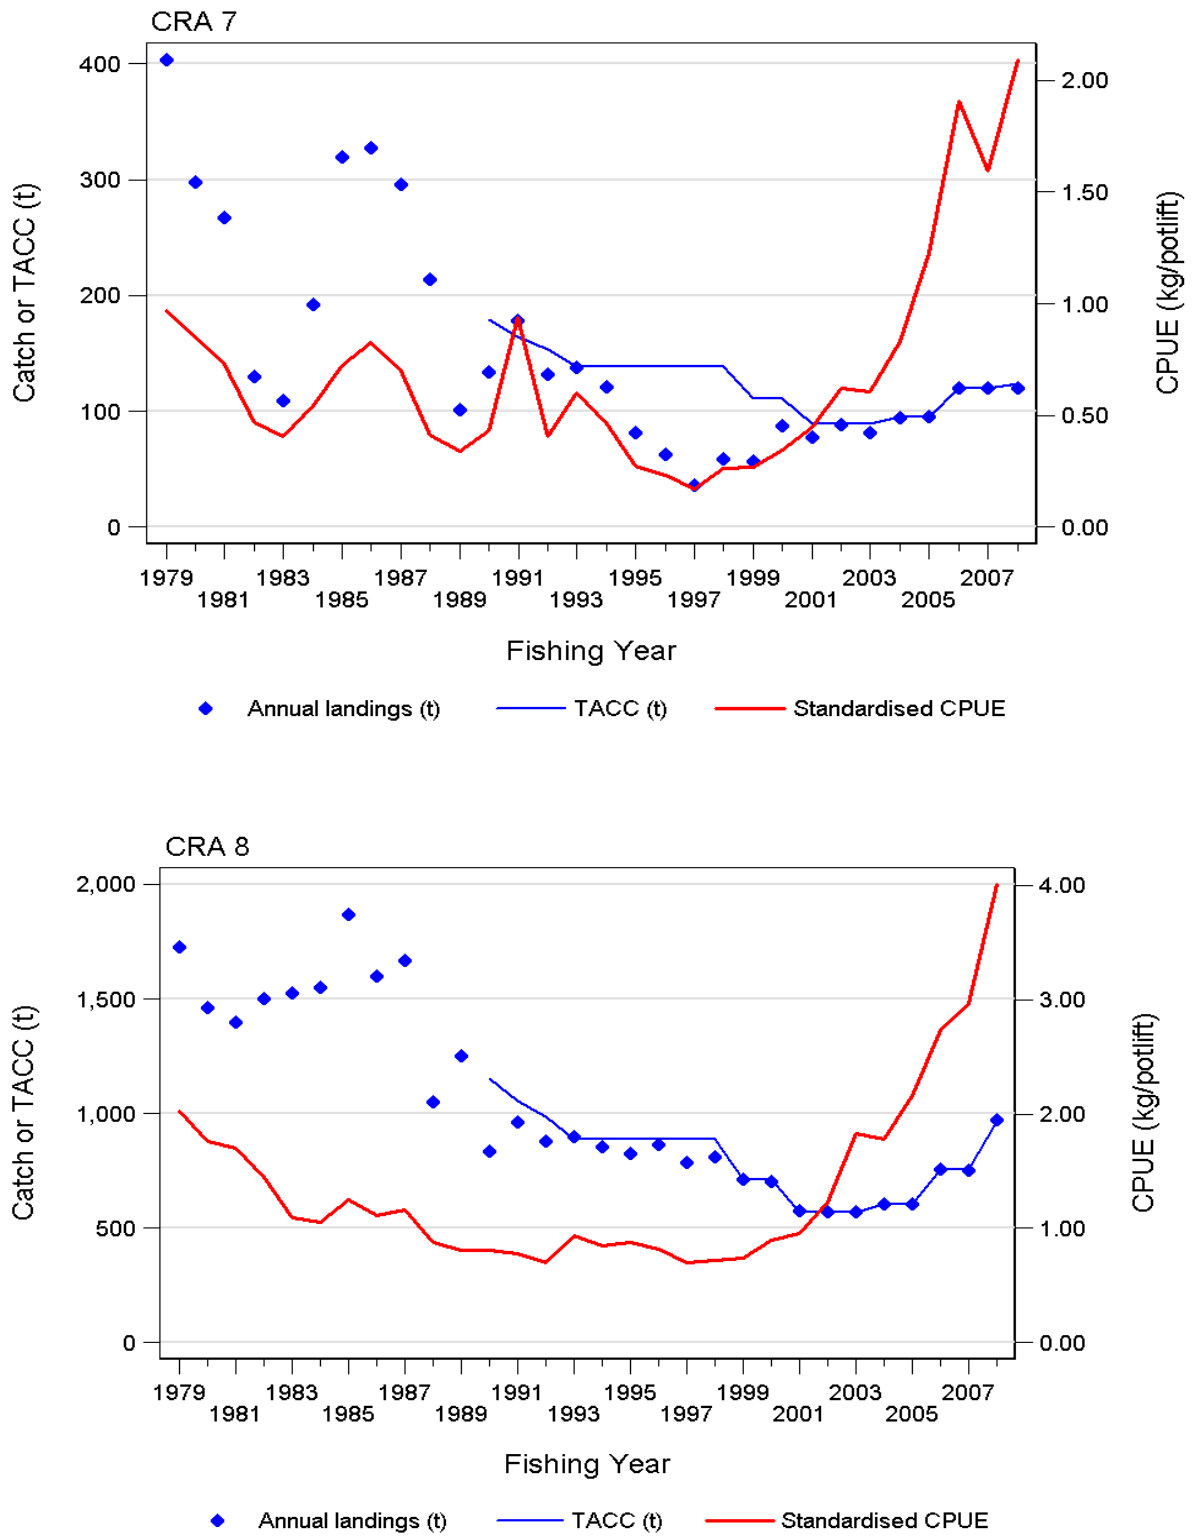 CRA 7
400
300
200
100
0
2.00
1.50
1.00
0.50
0.00
Catch or TACC (t)
CPUE (kg/potlift)
1979 1983 1987 1991 1995 1999 2003 2007
1981 1985 1989 1993 1997 2001 2005
Fishing Year
Annual landings (t) TACC (t) Standardised CPUE
CRA 8
2,000
1,500
1,000
500
0
4.00
3.00
2.00
1.00
0.00
Catch or TACC (t)
CPUE (kg/potlift)
1979 1983 1987 1991 1995 1999 2003 2007
1981 1985 1989 1993 1997 2001 2005
Fishing Year
Annual landings (t) TACC (t) Standardised CPUE